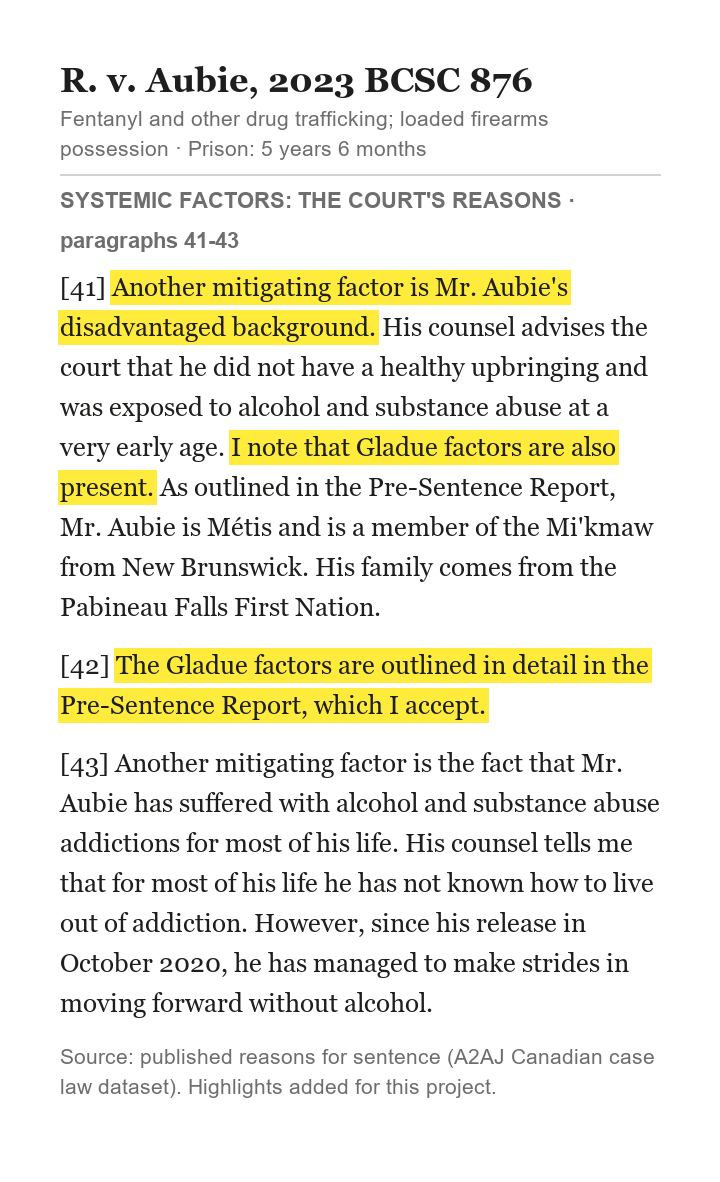 R. v. Aubie, 2023 BCSC 876
Fentanyl and other drug trafficking; loaded firearms
possession · Prison: 5 years 6 months
SYSTEMIC FACTORS: THE COURT'S REASONS ·
paragraphs 41-43
[41] Another mitigating factor is Mr. Aubie's
disadvantaged background. His counsel advises the
court that he did not have a healthy upbringing and
was exposed to alcohol and substance abuse at a
very early age. I note that Gladue factors are also
present. As outlined in the Pre-Sentence Report,
Mr. Aubie is Métis and is a member of the Mi'kmaw
from New Brunswick. His family comes from the
Pabineau Falls First Nation.
[42] The Gladue factors are outlined in detail in the
Pre-Sentence Report, which I accept.
[43] Another mitigating factor is the fact that Mr.
Aubie has suffered with alcohol and substance abuse
addictions for most of his life. His counsel tells me
that for most of his life he has not known how to live
out of addiction. However, since his release in
October 2020, he has managed to make strides in
moving forward without alcohol.
Source: published reasons for sentence (A2AJ Canadian case
law dataset). Highlights added for this project.